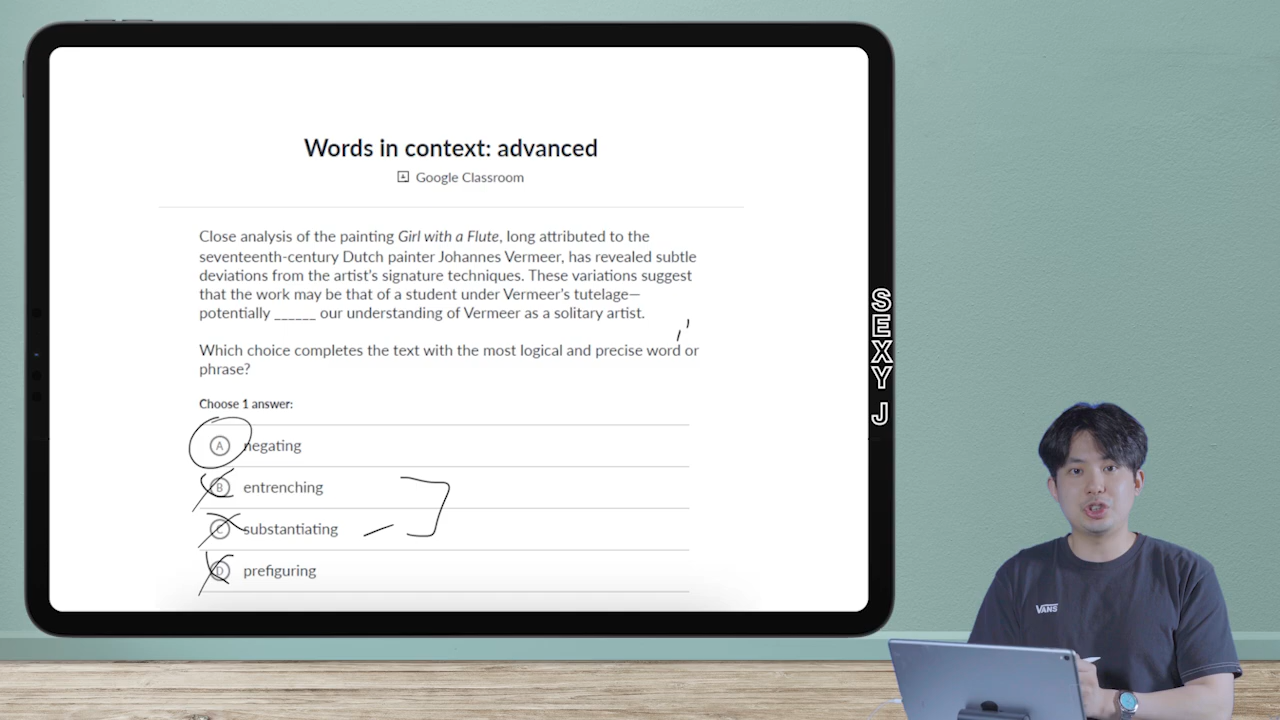 Words in context: advanced
Google Classroom
Close analysis of the painting Girl with a Flute, long attributed to the
seventeenth-century Dutch painter Johannes Vermeer, has revealed subtle
deviations from the artist's signature techniques. These variations suggest
that the work may be that of a student under Vermeer's tutelage—
potentially ______ our understanding of Vermeer as a solitary artist.
Which choice completes the text with the most logical and precise word or
phrase?
Choose 1 answer:
A negating
B entrenching
C substantiating
D prefiguring
SEXY J
VANS